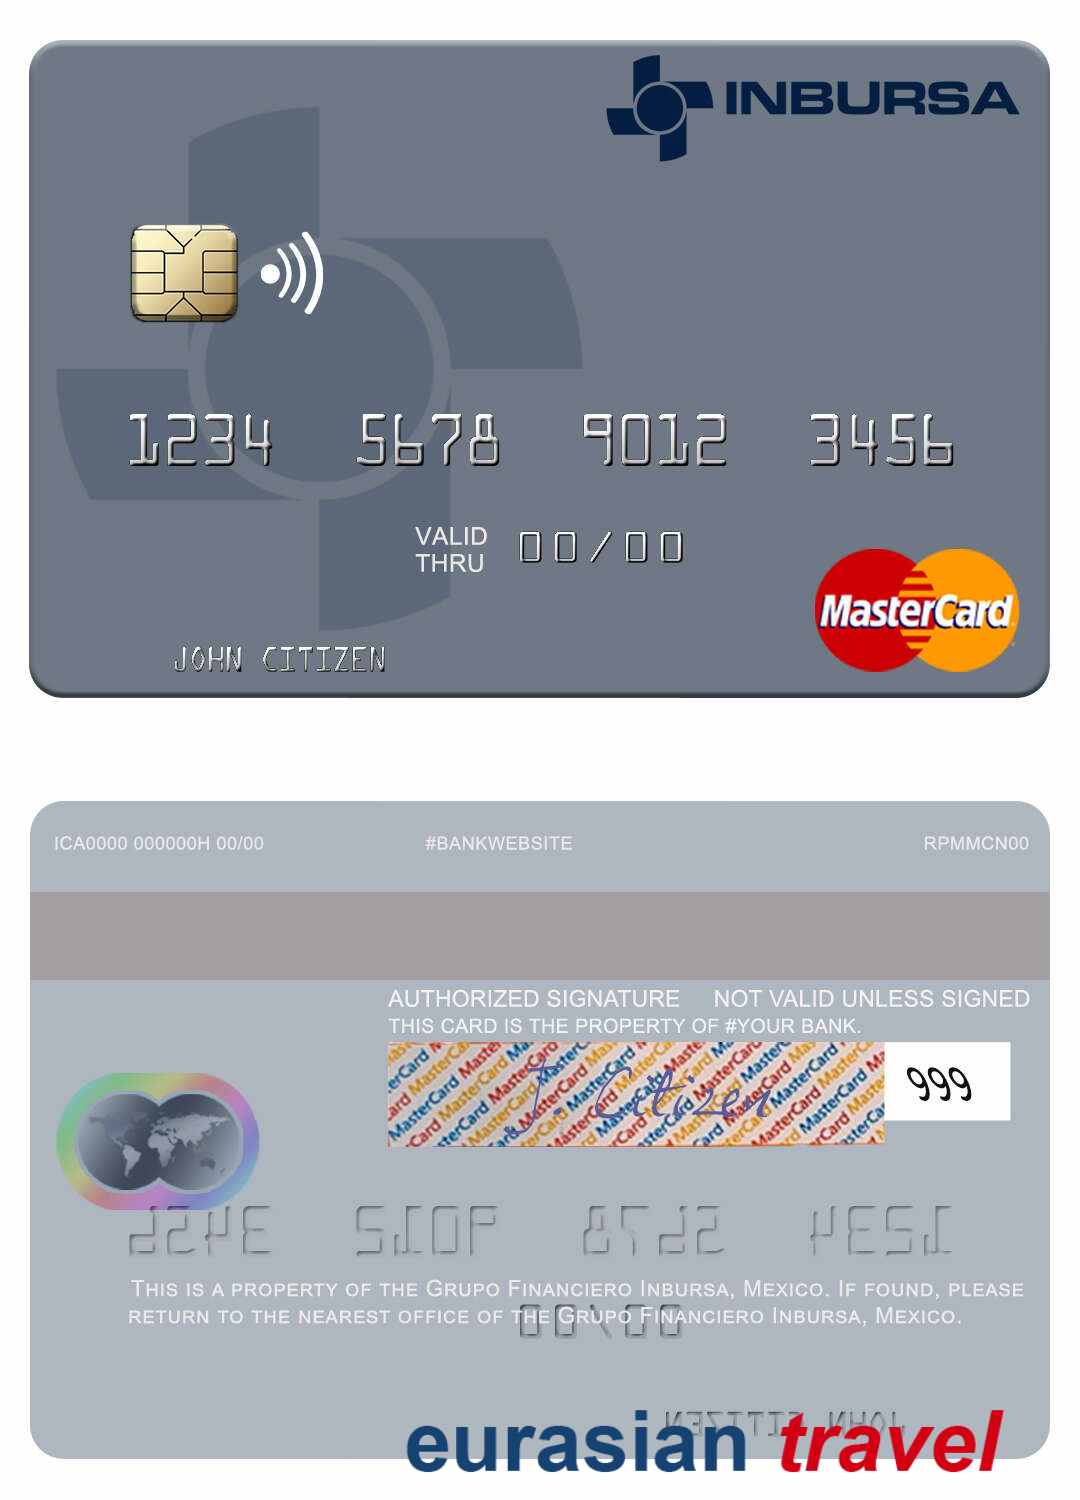 INBURSA
1234 5678 9012 3456
VALID
THRU 00/00
MasterCard
JOHN CITIZEN
ICA0000 000000H 00/00 #BANKWEBSITE RPMMCN00
AUTHORIZED SIGNATURE NOT VALID UNLESS SIGNED
THIS CARD IS THE PROPERTY OF #YOUR BANK.
J. Citizen 999
THIS IS A PROPERTY OF THE GRUPO FINANCIERO INBURSA, MEXICO. IF FOUND, PLEASE
RETURN TO THE NEAREST OFFICE OF THE GRUPO FINANCIERO INBURSA, MEXICO.
eurasian travel